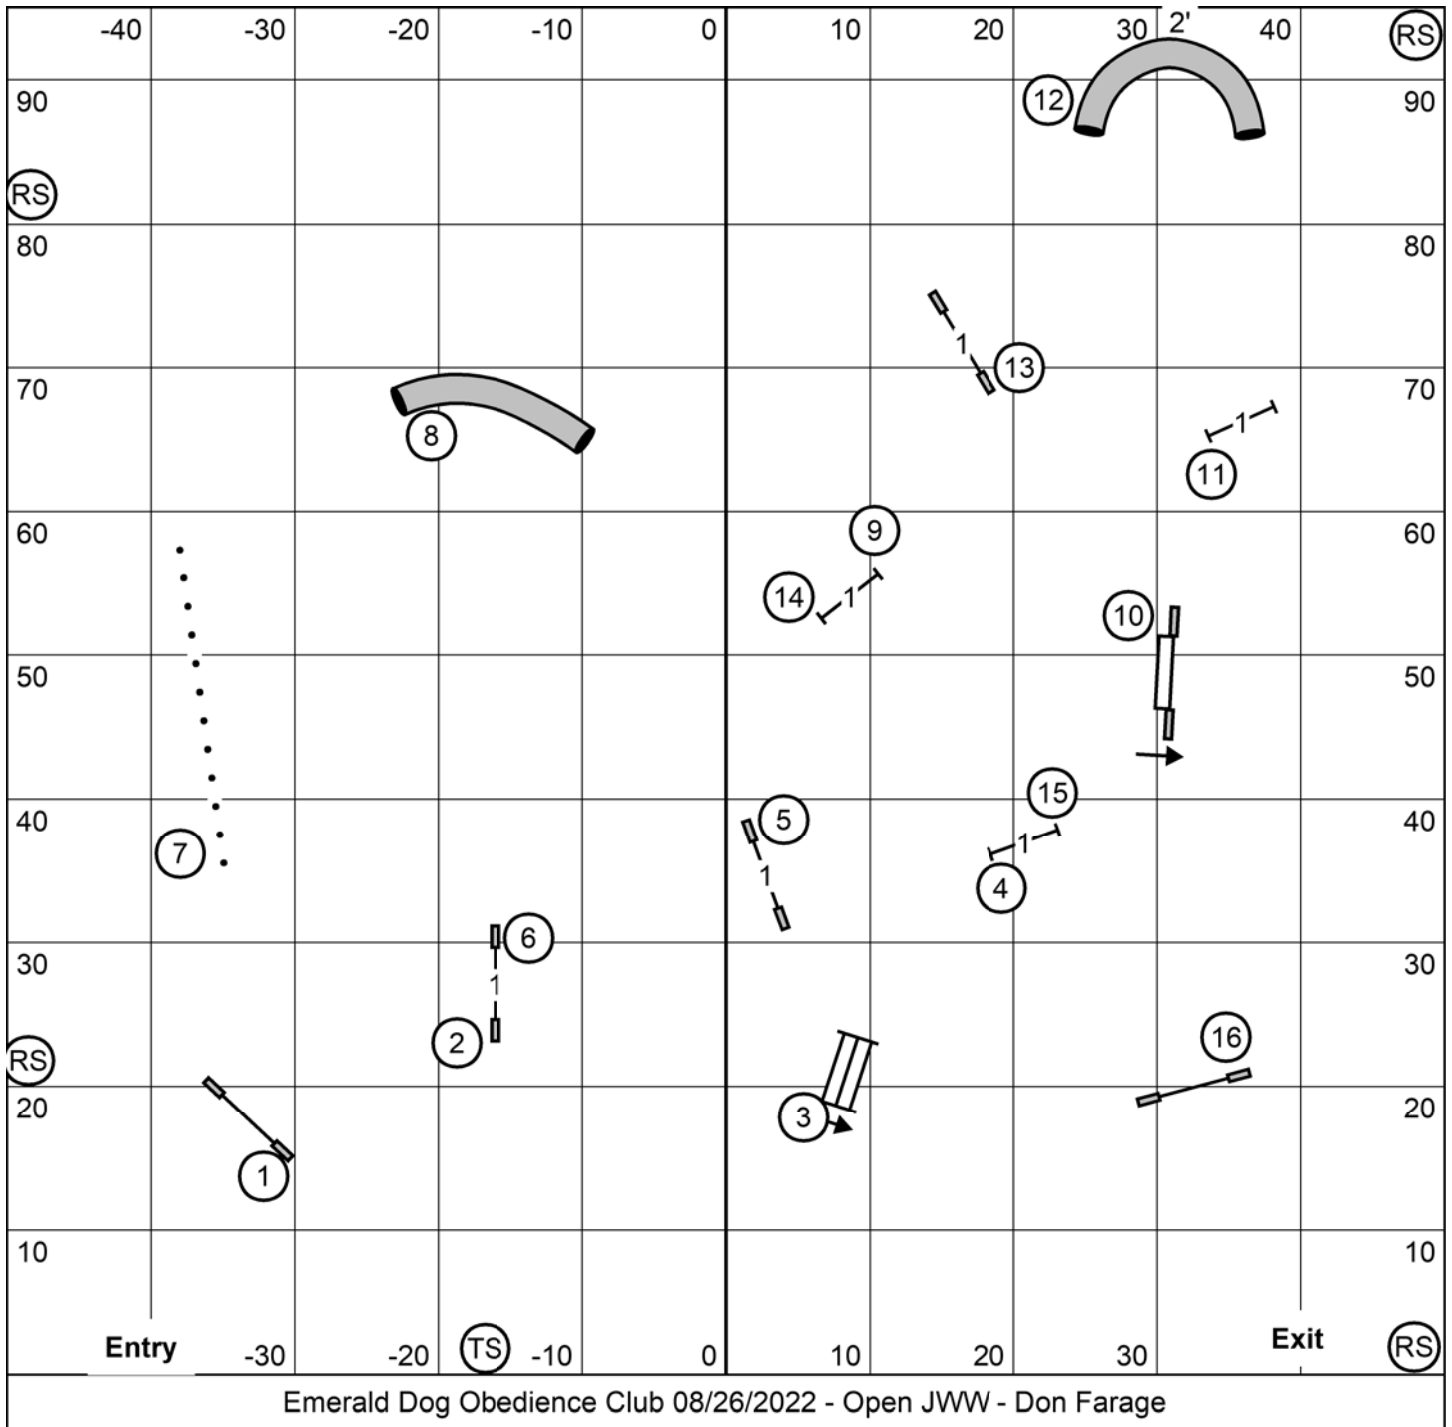 -40 -30 -20 -10 0 10 20 30 2' 40 RS
12
90 90
RS
80 80
1 13
70 70
8 1
11
9
60 60
14 1 10
50 50
15
5
40 40
7 1 1
4
6
30 30
1
2 16
RS
20 20
3
1
10 10
Entry Exit
-30 -20 TS -10 0 10 20 30 RS
Emerald Dog Obedience Club 08/26/2022 - Open JWW - Don Farage